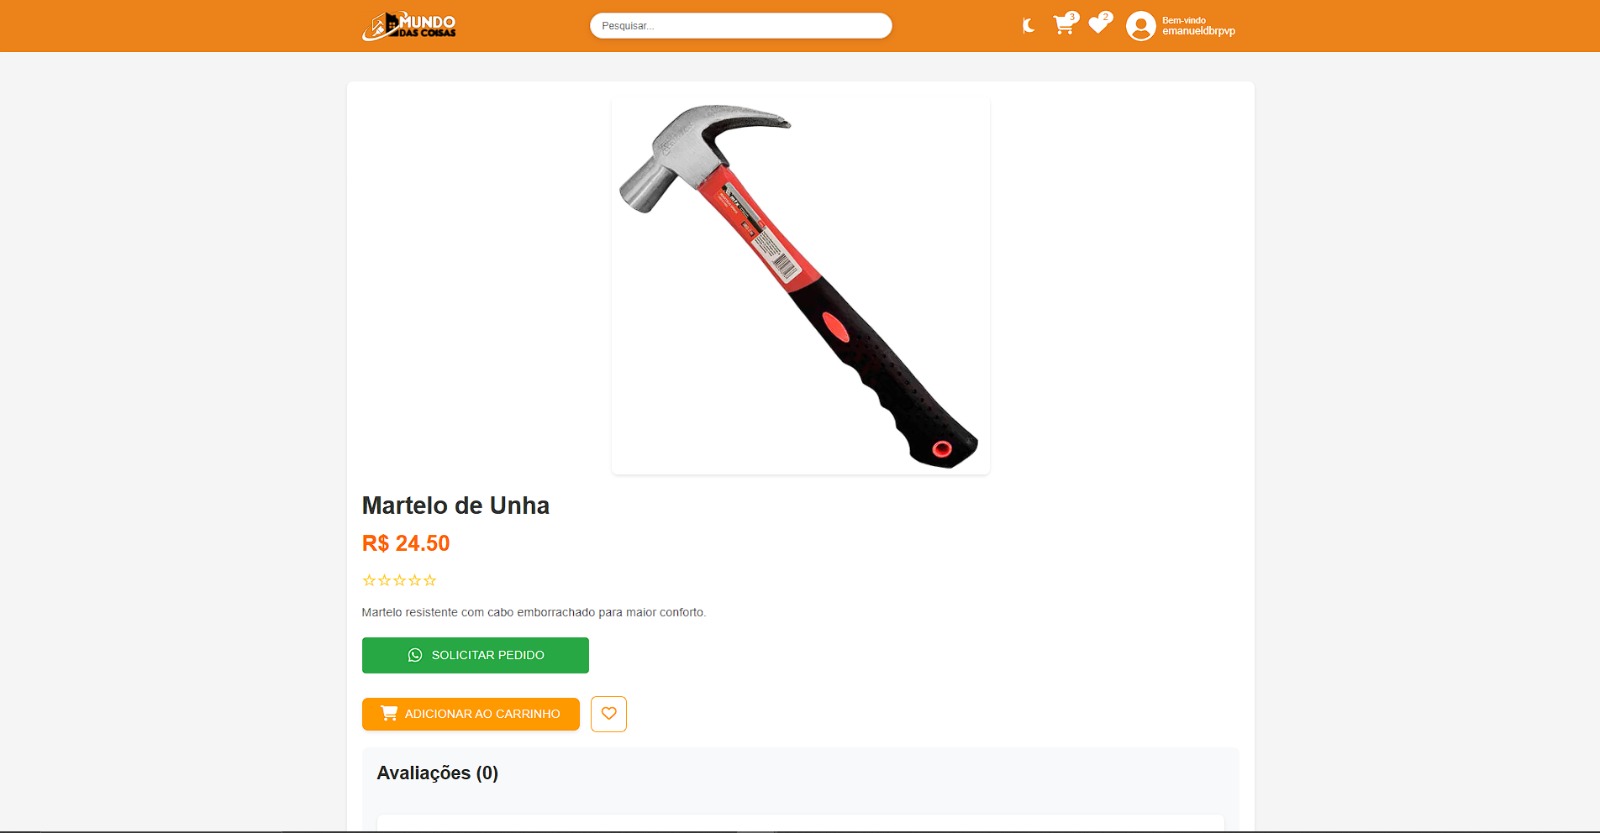 MUNDO
DAS COISAS
Pesquisar...
3
2
Bem-vindo
emanueldbrpvp
Martelo de Unha
R$ 24.50
Martelo resistente com cabo emborrachado para maior conforto.
SOLICITAR PEDIDO
ADICIONAR AO CARRINHO
Avaliações (0)